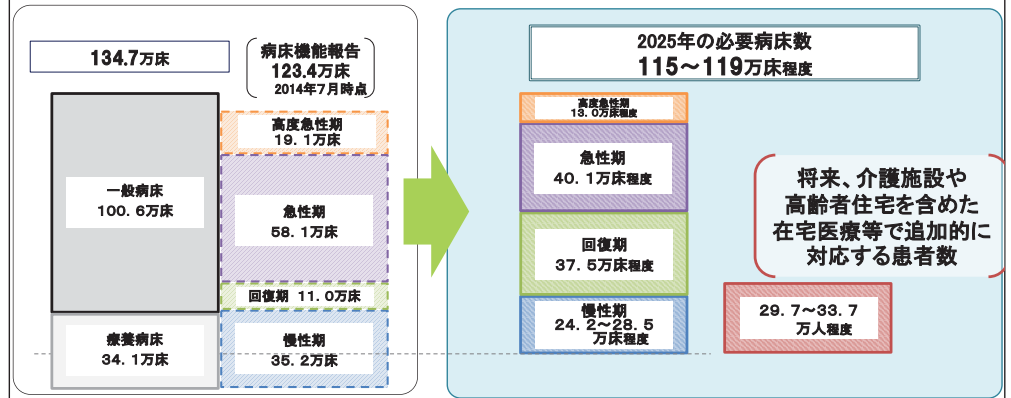 134.7万床
病床機能報告
123.4万床
2014年7月時点
一般病床
100.6万床
療養病床
34.1万床
高度急性期
19.1万床
急性期
58.1万床
回復期 11.0万床
慢性期
35.2万床
2025年の必要病床数
115～119万床程度
高度急性期
13.0万床程度
急性期
40.1万床程度
回復期
37.5万床程度
慢性期
24.2～28.5
万床程度
将来、介護施設や
高齢者住宅を含めた
在宅医療等で追加的に
対応する患者数
29.7～33.7
万人程度